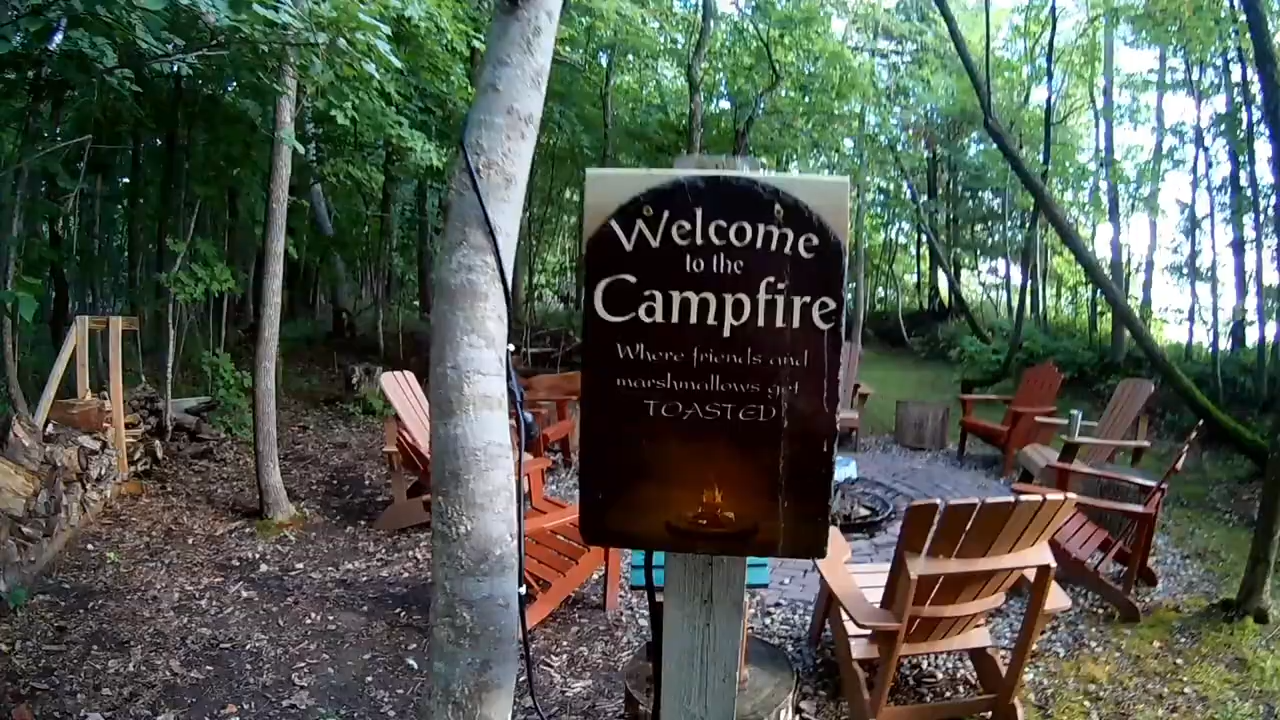 Welcome
to the
Campfire
Where friends and
marshmallows get
TOASTED